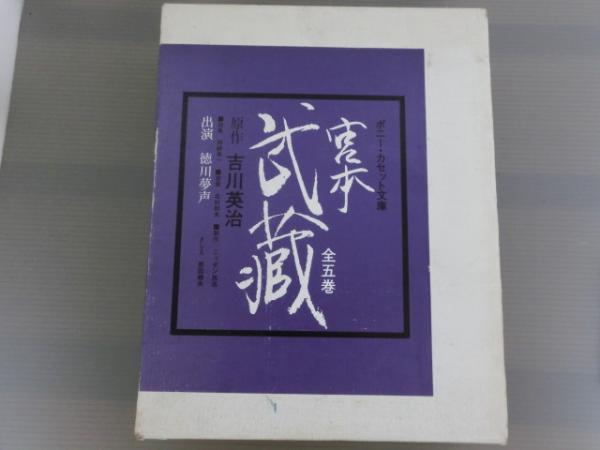 ポニー・カセット文庫
宮本
武蔵
全五巻
原作 吉川英治
出演 徳川夢声